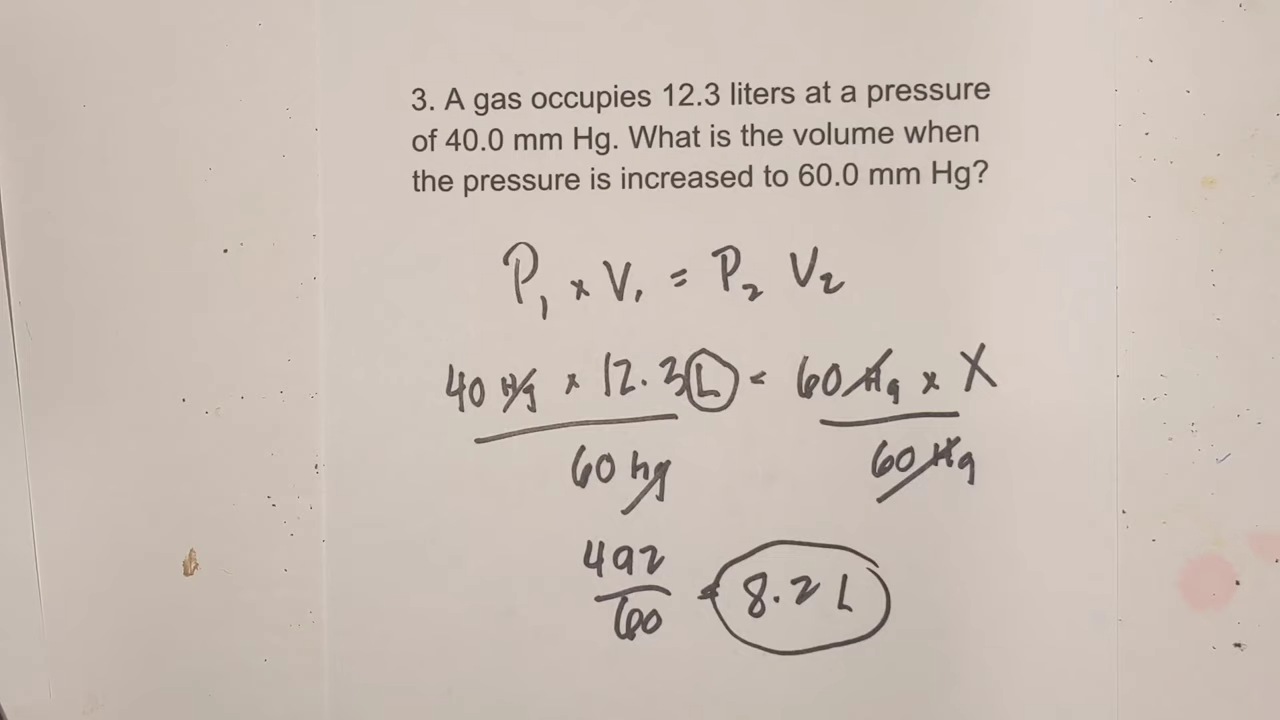 3. A gas occupies 12.3 liters at a pressure
of 40.0 mm Hg. What is the volume when
the pressure is increased to 60.0 mm Hg?
P₁ x V₁ = P₂ V₂
40 Hg x 12.3 L = 60 Hg x X
60 hg 60 Hg
492
60 = 8.2 L